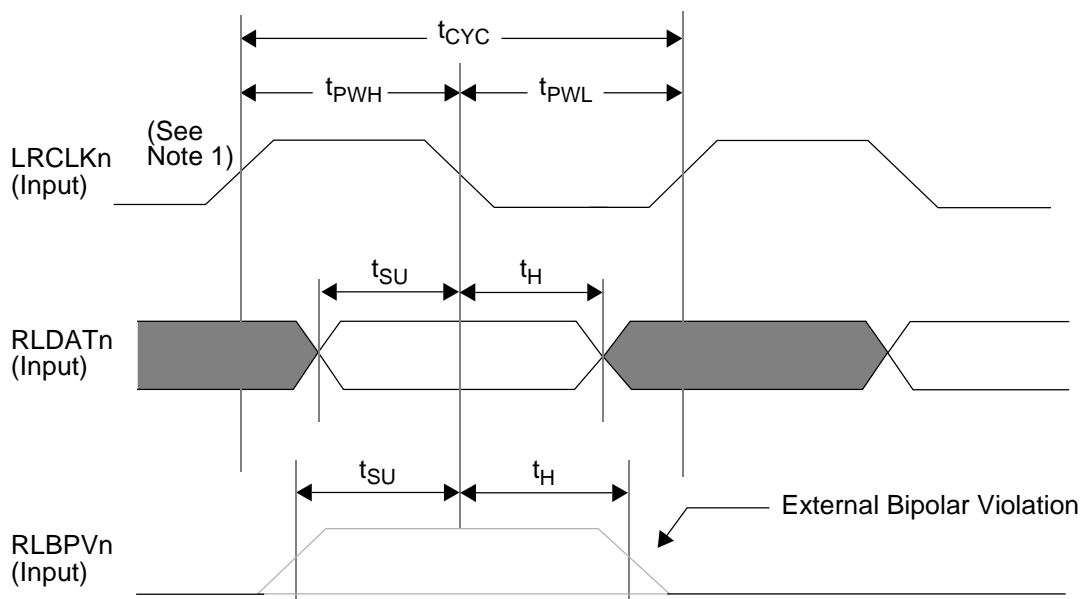 tCYC
tPWH
tPWL
(See
Note 1)
LRCLKn
(Input)
tSU
tH
RLDATn
(Input)
tSU
tH
External Bipolar Violation
RLBPVn
(Input)